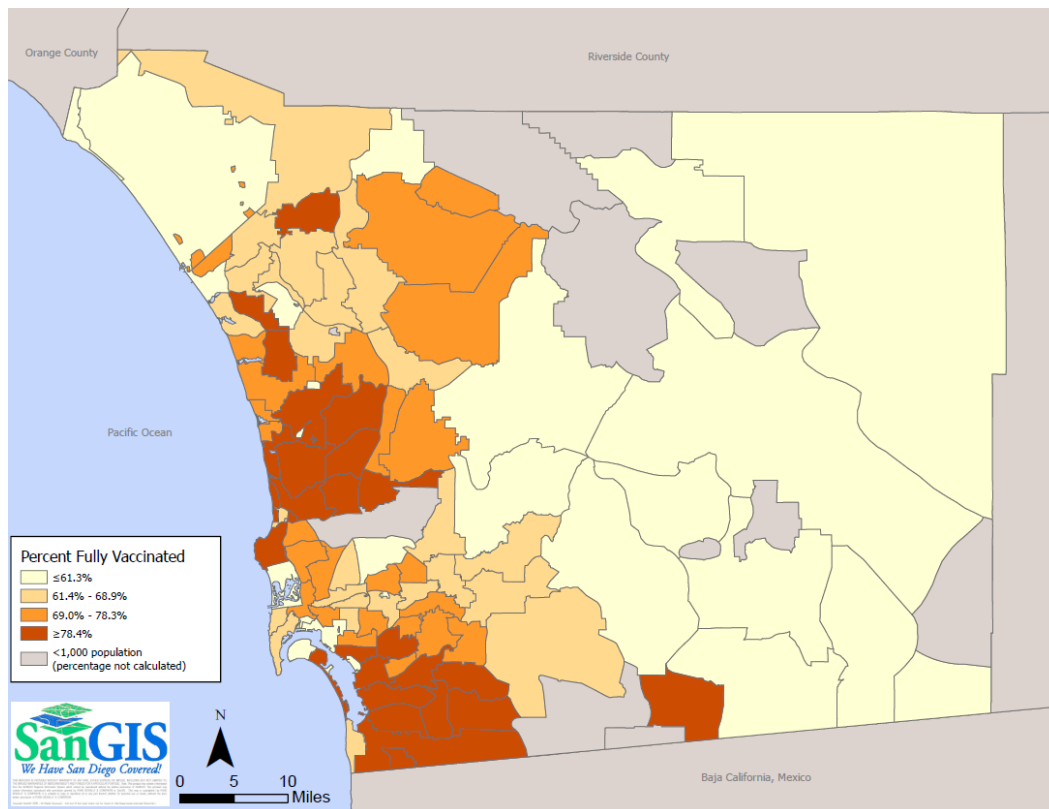 Orange County
Riverside County
Pacific Ocean
Percent Fully Vaccinated
≤61.3%
61.4% - 68.9%
69.0% - 78.3%
≥78.4%
<1,000 population
(percentage not calculated)
SanGIS
We Have San Diego Covered!
N
0 5 10
Miles
Baja California, Mexico